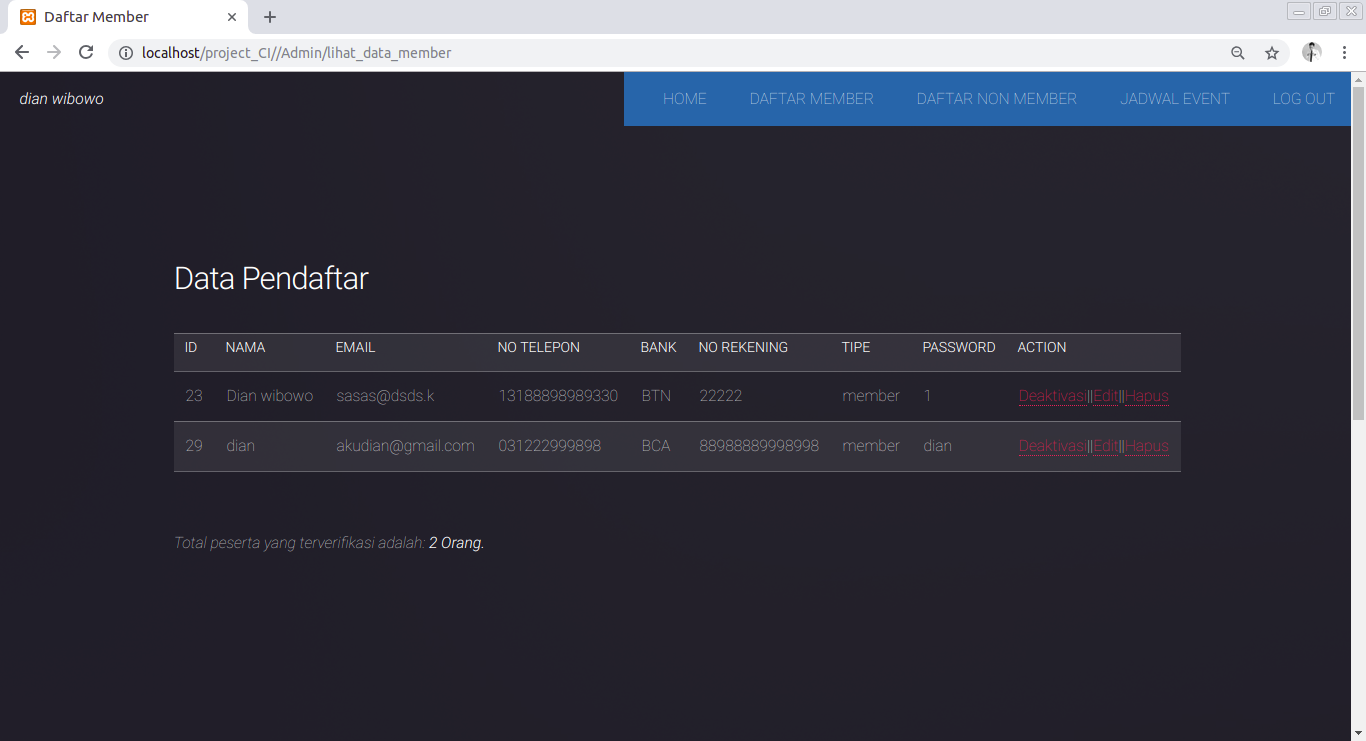 Daftar Member
localhost/project_CI//Admin/lihat_data_member
dian wibowo HOME DAFTAR MEMBER DAFTAR NON MEMBER JADWAL EVENT LOG OUT
Data Pendaftar
ID NAMA EMAIL NO TELEPON BANK NO REKENING TIPE PASSWORD ACTION
23 Dian wibowo sasas@dsds.k 13188898989330 BTN 22222 member 1 Deaktivasi||Edit||Hapus
29 dian akudian@gmail.com 031222999898 BCA 88988889998998 member dian Deaktivasi||Edit||Hapus
Total peserta yang terverifikasi adalah: 2 Orang.